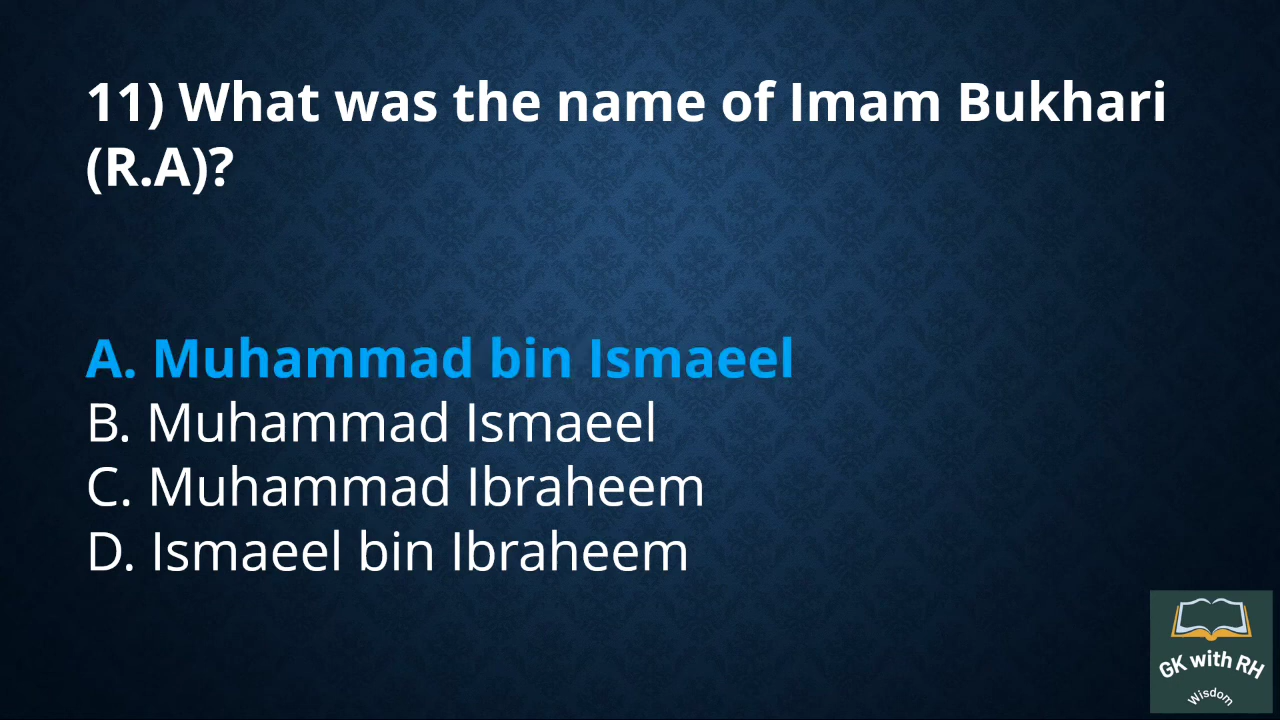 11) What was the name of Imam Bukhari
(R.A)?
A. Muhammad bin Ismaeel
B. Muhammad Ismaeel
C. Muhammad Ibraheem
D. Ismaeel bin Ibraheem
GK with RH
Wisdom